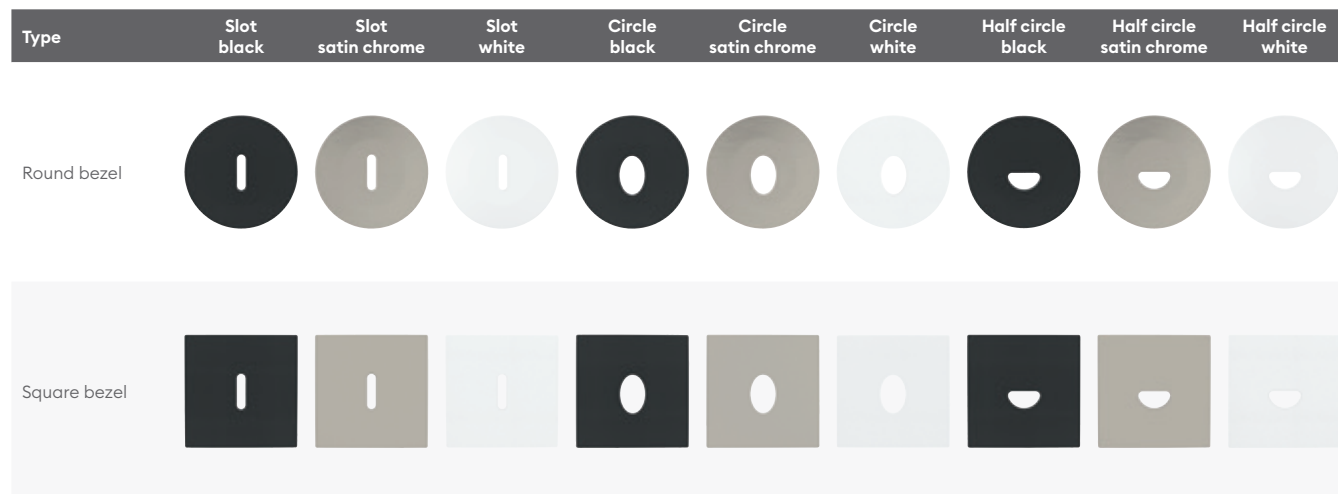 Type
Slot
black
Slot
satin chrome
Slot
white
Circle
black
Circle
satin chrome
Circle
white
Half circle
black
Half circle
satin chrome
Half circle
white
Round bezel
Square bezel